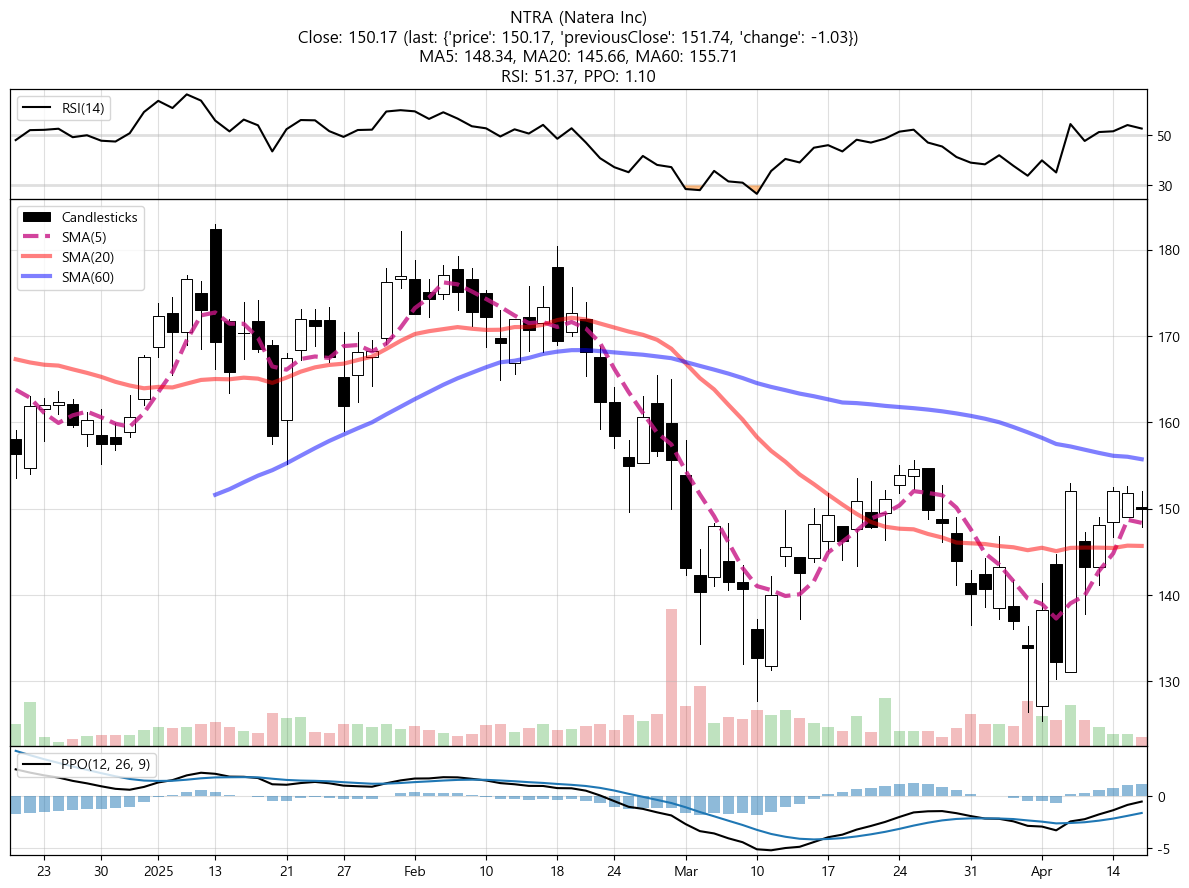 NTRA (Natera Inc)
Close: 150.17 (last: {'price': 150.17, 'previousClose': 151.74, 'change': -1.03})
MA5: 148.34, MA20: 145.66, MA60: 155.71
RSI: 51.37, PPO: 1.10
RSI(14)
50
30
Candlesticks
SMA(5)
SMA(20)
SMA(60)
180
170
160
150
140
130
PPO(12, 26, 9)
0
-5
23 30 2025 13 21 27 Feb 10 18 24 Mar 10 17 24 31 Apr 14